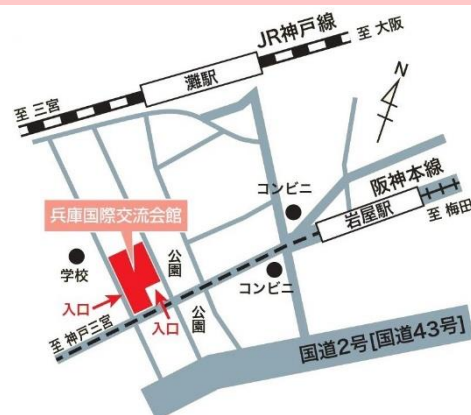 JR神戸線
至 大阪
灘駅
至 三宮
N
阪神本線
コンビニ
岩屋駅
至 梅田
兵庫国際交流会館
学校
公園
コンビニ
入口
入口
公園
至 神戸三宮
国道2号[国道43号]